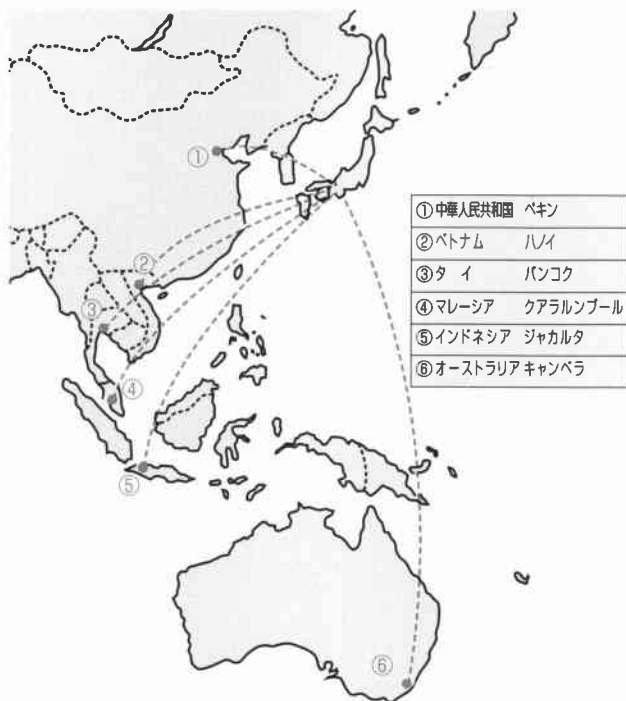 ①
②
③
④
⑤
⑥
①中華人民共和国 ペキン
②ベトナム ハノイ
③タ イ バンコク
④マレーシア クアラルンプール
⑤インドネシア ジャカルタ
⑥オーストラリア キャンベラ